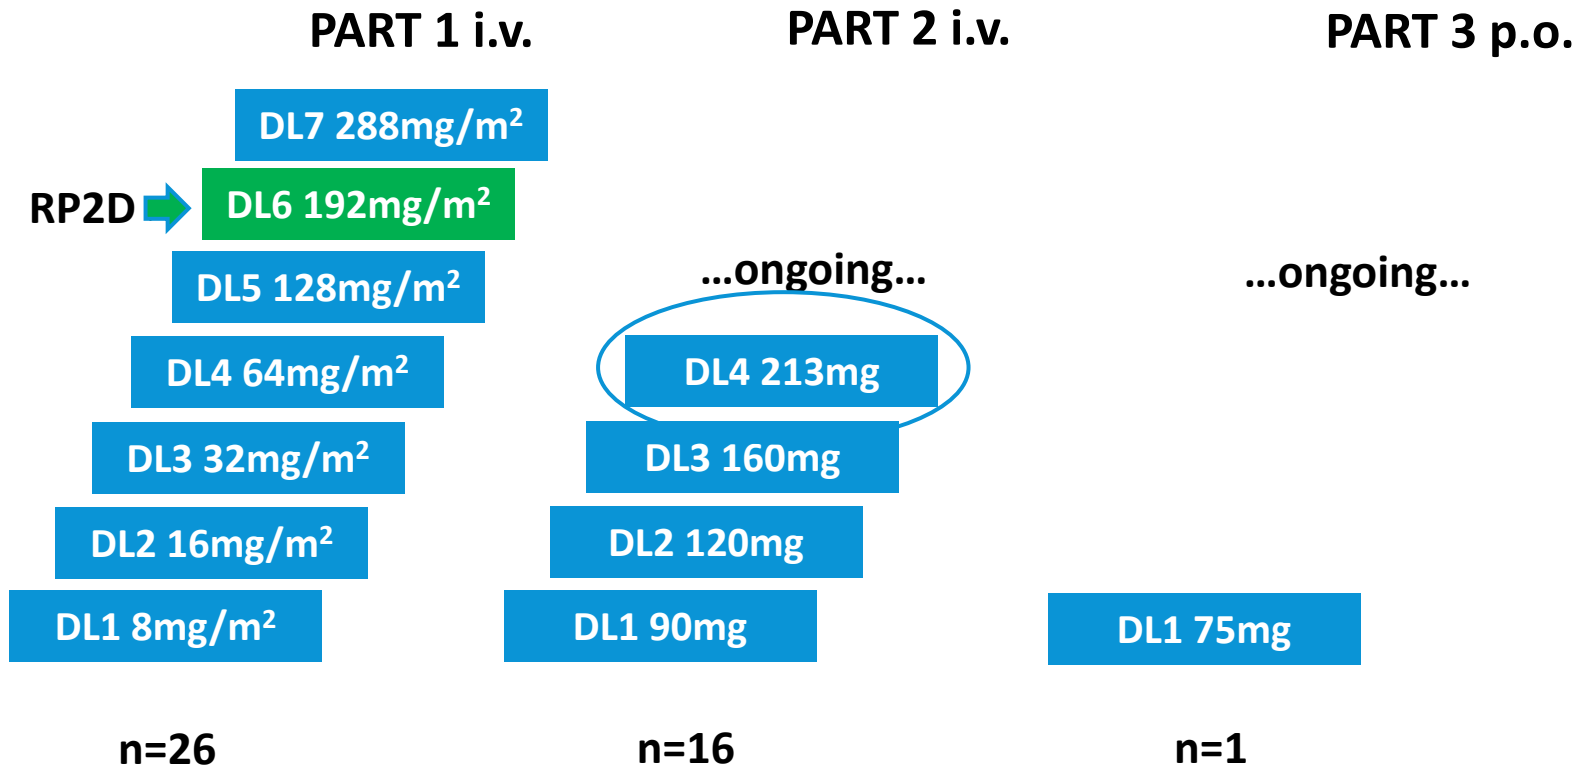 PART 1 i.v.
PART 2 i.v.
PART 3 p.o.
DL7 288mg/m²
RP2D
DL6 192mg/m²
DL5 128mg/m²
DL4 64mg/m²
DL3 32mg/m²
DL2 16mg/m²
DL1 8mg/m²
n=26
...ongoing...
DL4 213mg
DL3 160mg
DL2 120mg
DL1 90mg
n=16
...ongoing...
DL1 75mg
n=1